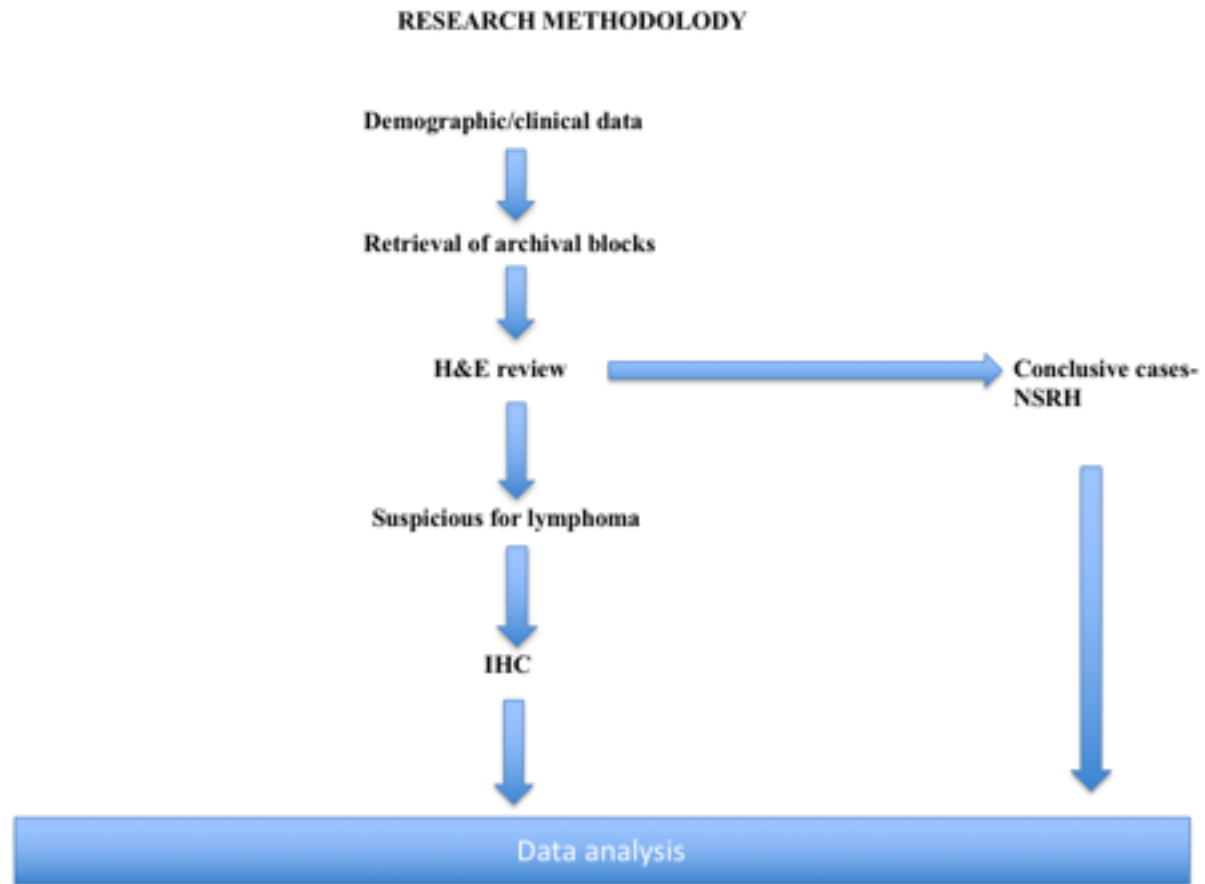 RESEARCH METHODOLODY
Demographic/clinical data
Retrieval of archival blocks
H&E review
Conclusive cases-
NSRH
Suspicious for lymphoma
IHC
Data analysis